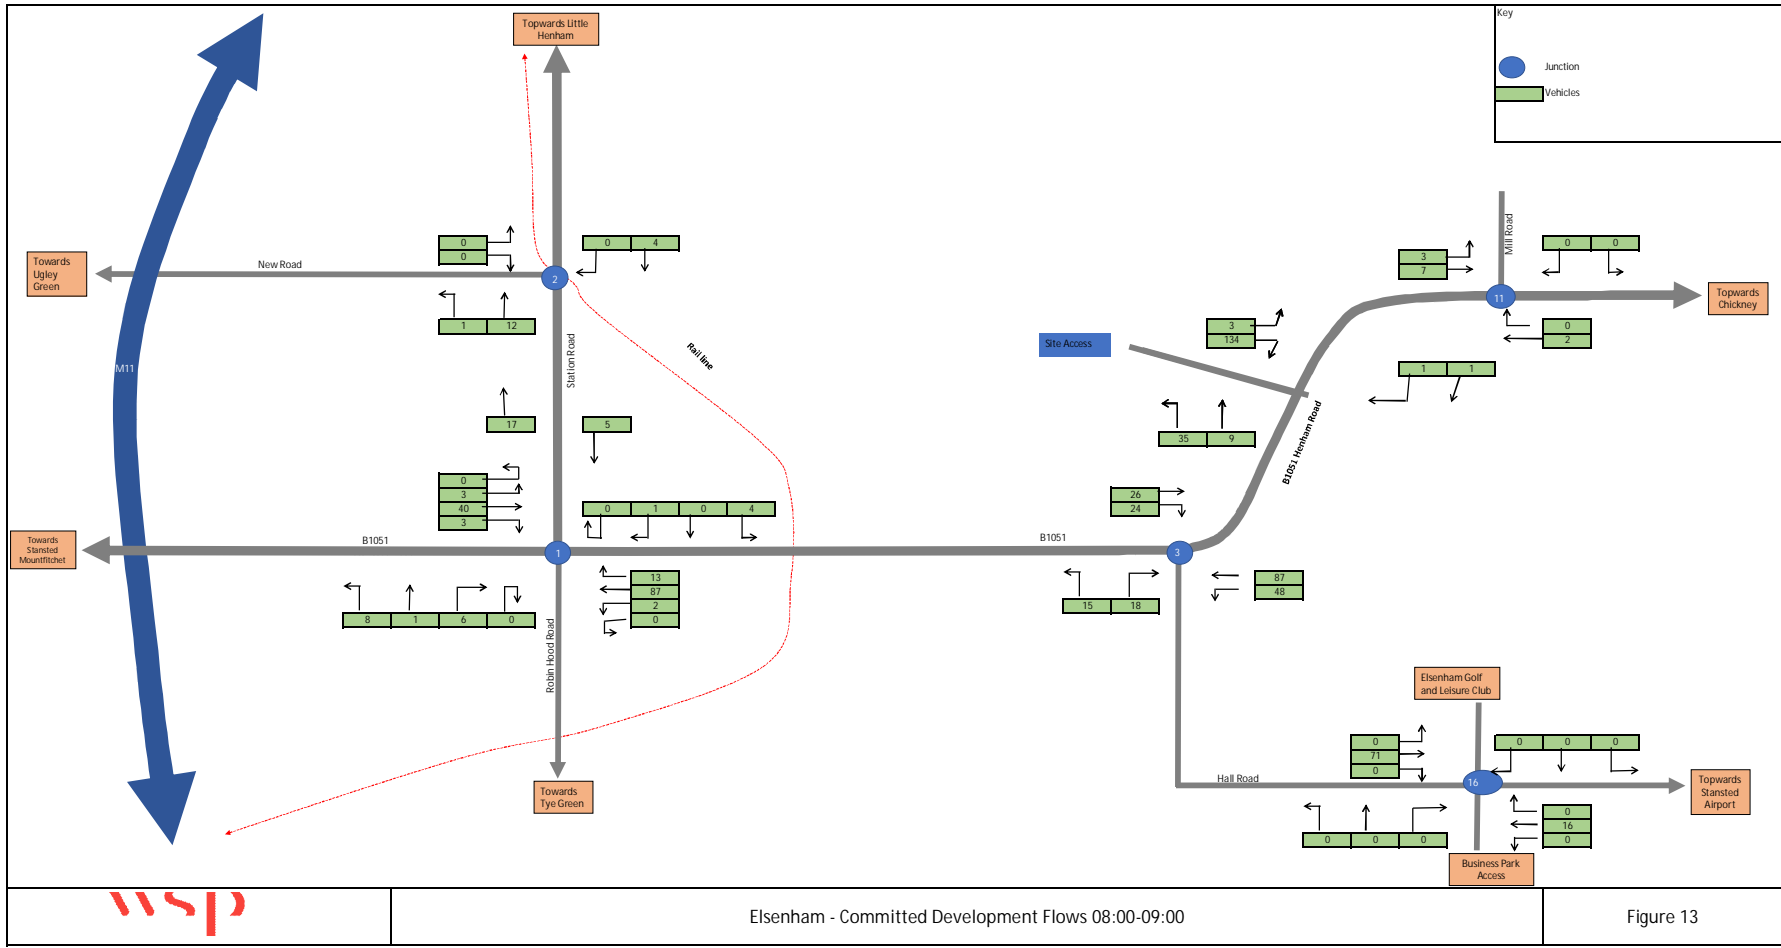 Key
Junction
Vehicles
Topwards Little
Henham
Towards
Ugley
Green
New Road
0
0
0 4
2
1 12
M11
Station Road
Rail line
17
5
Site Access
3
134
35 9
B1051 Henham Road
3
7
Mill Road
0 0
11
Topwards
Chickney
0
2
1 1
0
3
40
3
0 1 0 4
Towards
Stansted
Mountfitchet
B1051
1
B1051
26
24
3
8 1 6 0
13
87
2
0
15 18
87
48
Robin Hood Road
Towards
Tye Green
Elsenham Golf
and Leisure Club
0
71
0
0 0 0
Hall Road
16
Topwards
Stansted
Airport
0 0 0
0
16
0
Business Park
Access
wsp
Elsenham - Committed Development Flows 08:00-09:00
Figure 13